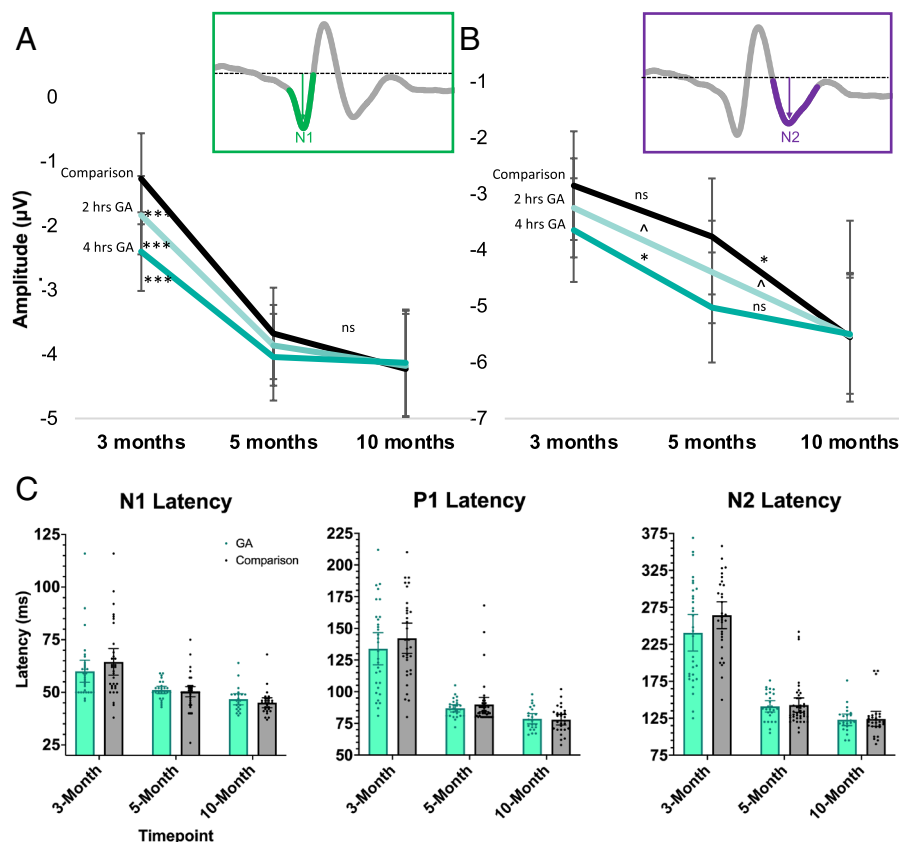 A
N1
0
-1
-2
-3
-4
-5
Amplitude (µV)
Comparison
2 hrs GA
4 hrs GA
***
***
***
ns
3 months
5 months
10 months
B
N2
-1
-2
-3
-4
-5
-6
-7
Comparison
2 hrs GA
4 hrs GA
ns
^
*
*
^
ns
3 months
5 months
10 months
C
N1 Latency
Latency (ms)
125
100
75
50
25
GA
Comparison
3-Month
5-Month
10-Month
Timepoint
P1 Latency
225
200
175
150
125
100
75
50
3-Month
5-Month
10-Month
N2 Latency
375
325
275
225
175
125
75
3-Month
5-Month
10-Month